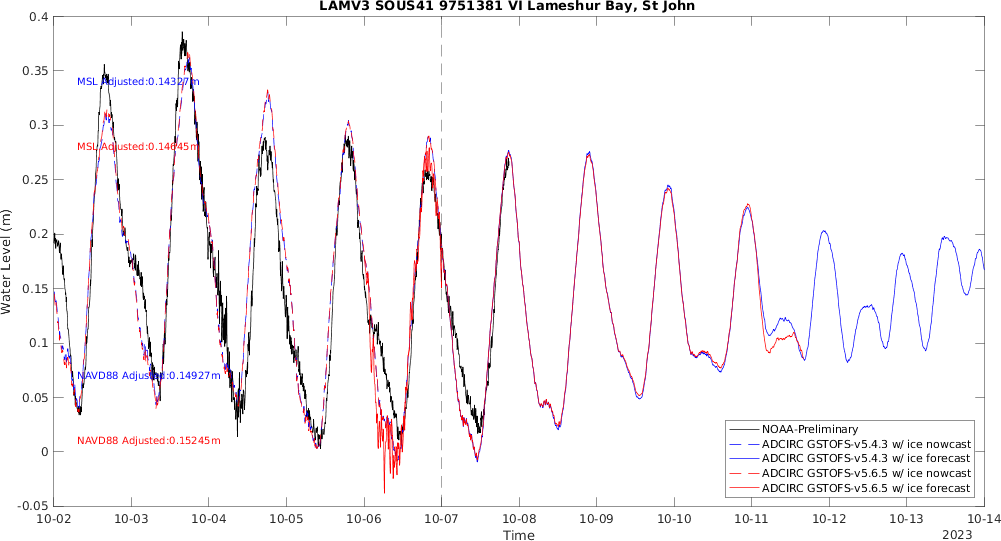 LAMV3 SOUS41 9751381 VI Lameshur Bay, St John
0.4
0.35
0.3
0.25
0.2
0.15
0.1
0.05
0
-0.05
Water Level (m)
MSL Adjusted:0.14327m
MSL Adjusted:0.14645m
NAVD88 Adjusted:0.14927m
NAVD88 Adjusted:0.15245m
NOAA-Preliminary
ADCIRC GSTOFS-v5.4.3 w/ ice nowcast
ADCIRC GSTOFS-v5.4.3 w/ ice forecast
ADCIRC GSTOFS-v5.6.5 w/ ice nowcast
ADCIRC GSTOFS-v5.6.5 w/ ice forecast
10-02 10-03 10-04 10-05 10-06 10-07 10-08 10-09 10-10 10-11 10-12 10-13 10-14
Time
2023